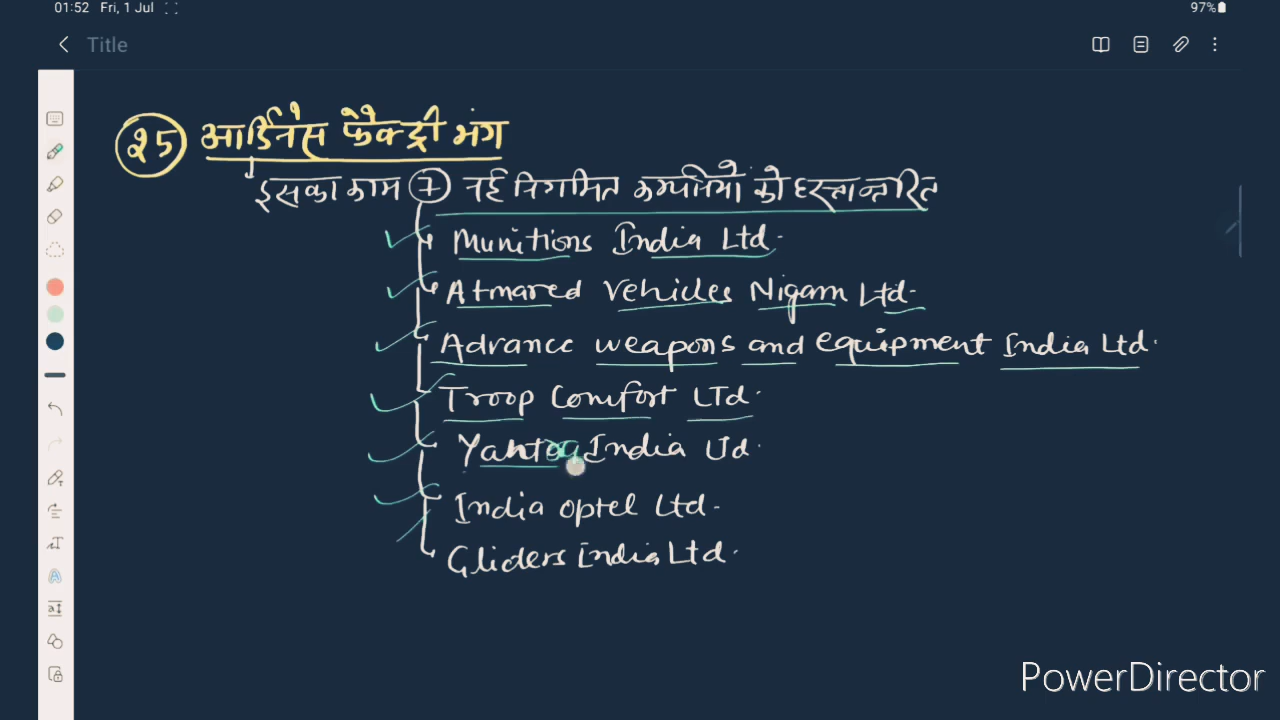 01:52 Fri, 1 Jul
97%
Title
25 आर्डिनेंस फैक्ट्री भंग
इसका काम 7 नई निगमित कम्पनियों को हस्तान्तरित
Munitions India Ltd.
Atmared Vehicles Nigam Ltd.
Advance weapons and equipment India Ltd.
Troop Comfort LTd.
Yantra India Ltd.
India optel Ltd.
Gliders India Ltd.
PowerDirector